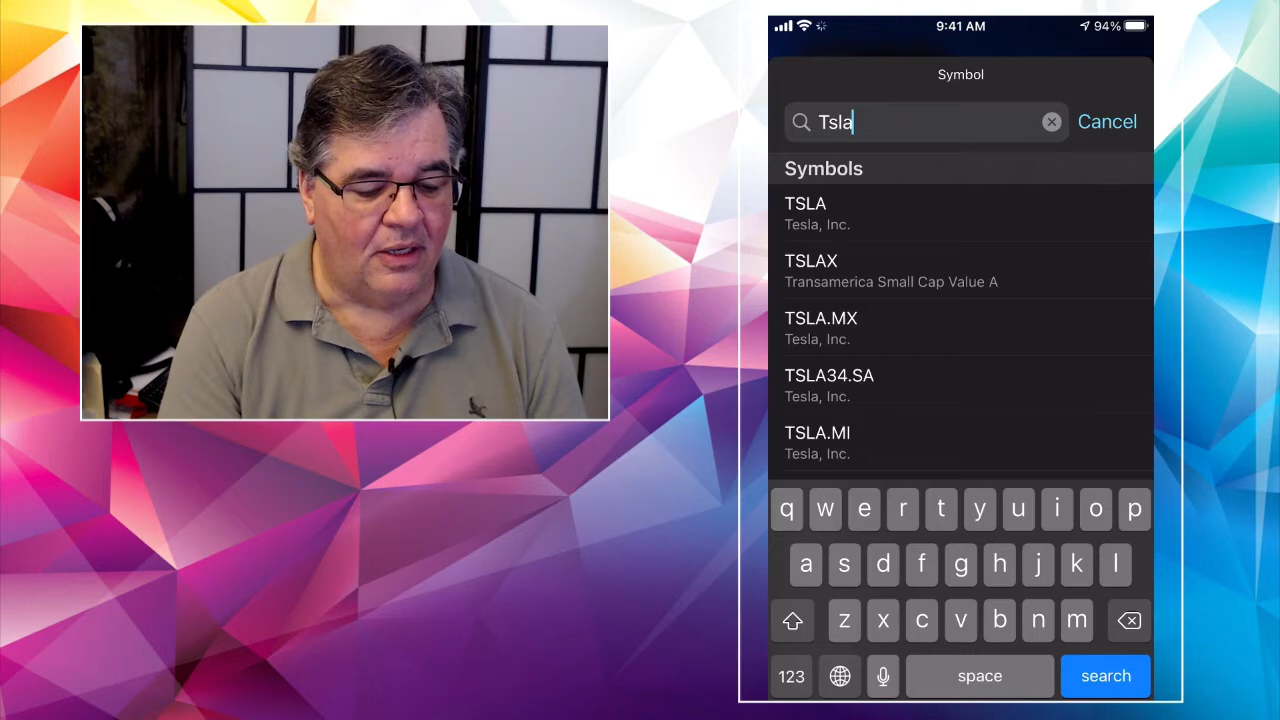 9:41 AM
94%
Symbol
Tsla
Cancel
Symbols
TSLA
Tesla, Inc.
TSLAX
Transamerica Small Cap Value A
TSLA.MX
Tesla, Inc.
TSLA34.SA
Tesla, Inc.
TSLA.MI
Tesla, Inc.
q w e r t y u i o p
a s d f g h j k l
z x c v b n m
123 space search